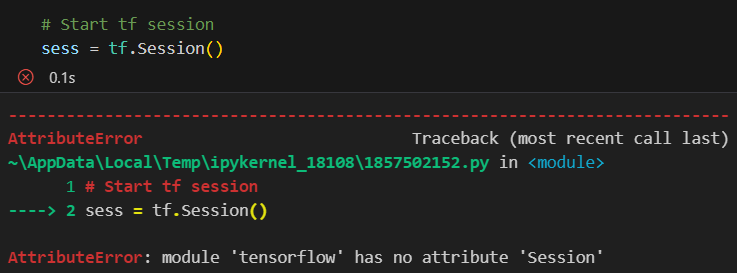 # Start tf session
sess = tf.Session()
0.1s
---------------------------------------------------------------------------
AttributeError                            Traceback (most recent call last)
~\AppData\Local\Temp\ipykernel_18108\1857502152.py in <module>
      1 # Start tf session
----> 2 sess = tf.Session()
AttributeError: module 'tensorflow' has no attribute 'Session'